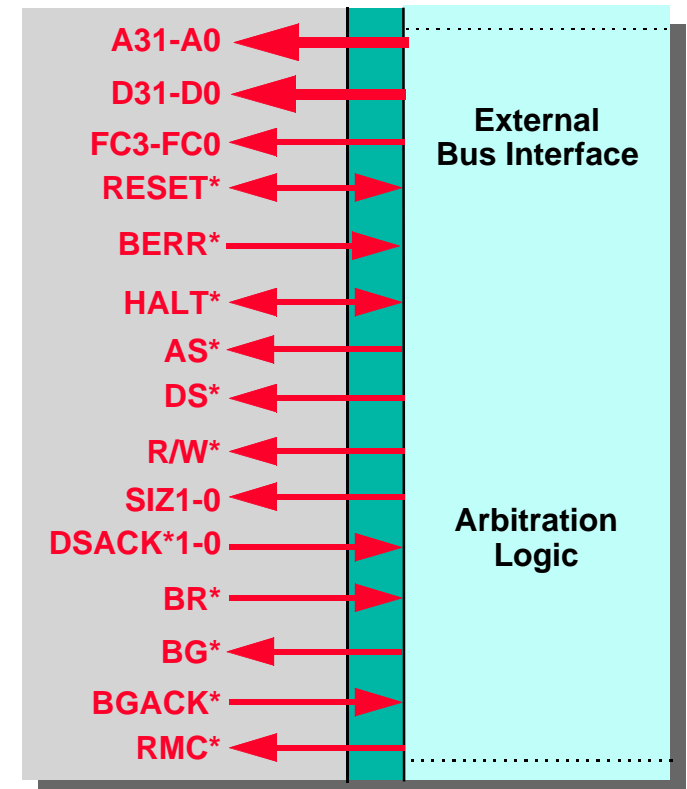 A31-A0
D31-D0
FC3-FC0
RESET*
BERR*
HALT*
AS*
DS*
R/W*
SIZ1-0
DSACK*1-0
BR*
BG*
BGACK*
RMC*
External
Bus Interface
Arbitration
Logic